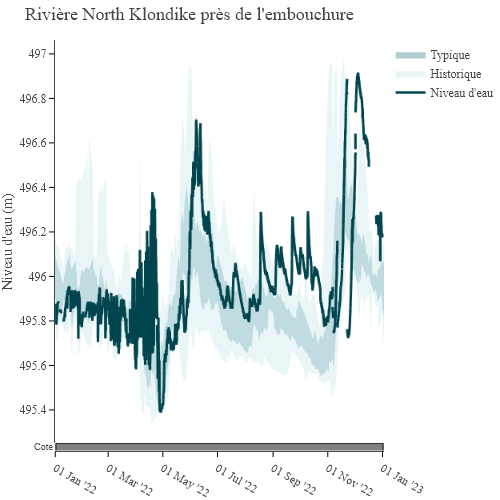 Rivière North Klondike près de l'embouchure
Typique
Historique
Niveau d'eau
Niveau d'eau (m)
497
496.8
496.6
496.4
496.2
496
495.8
495.6
495.4
Cote
01 Jan '22
01 Mar '22
01 May '22
01 Jul '22
01 Sep '22
01 Nov '22
01 Jan '23